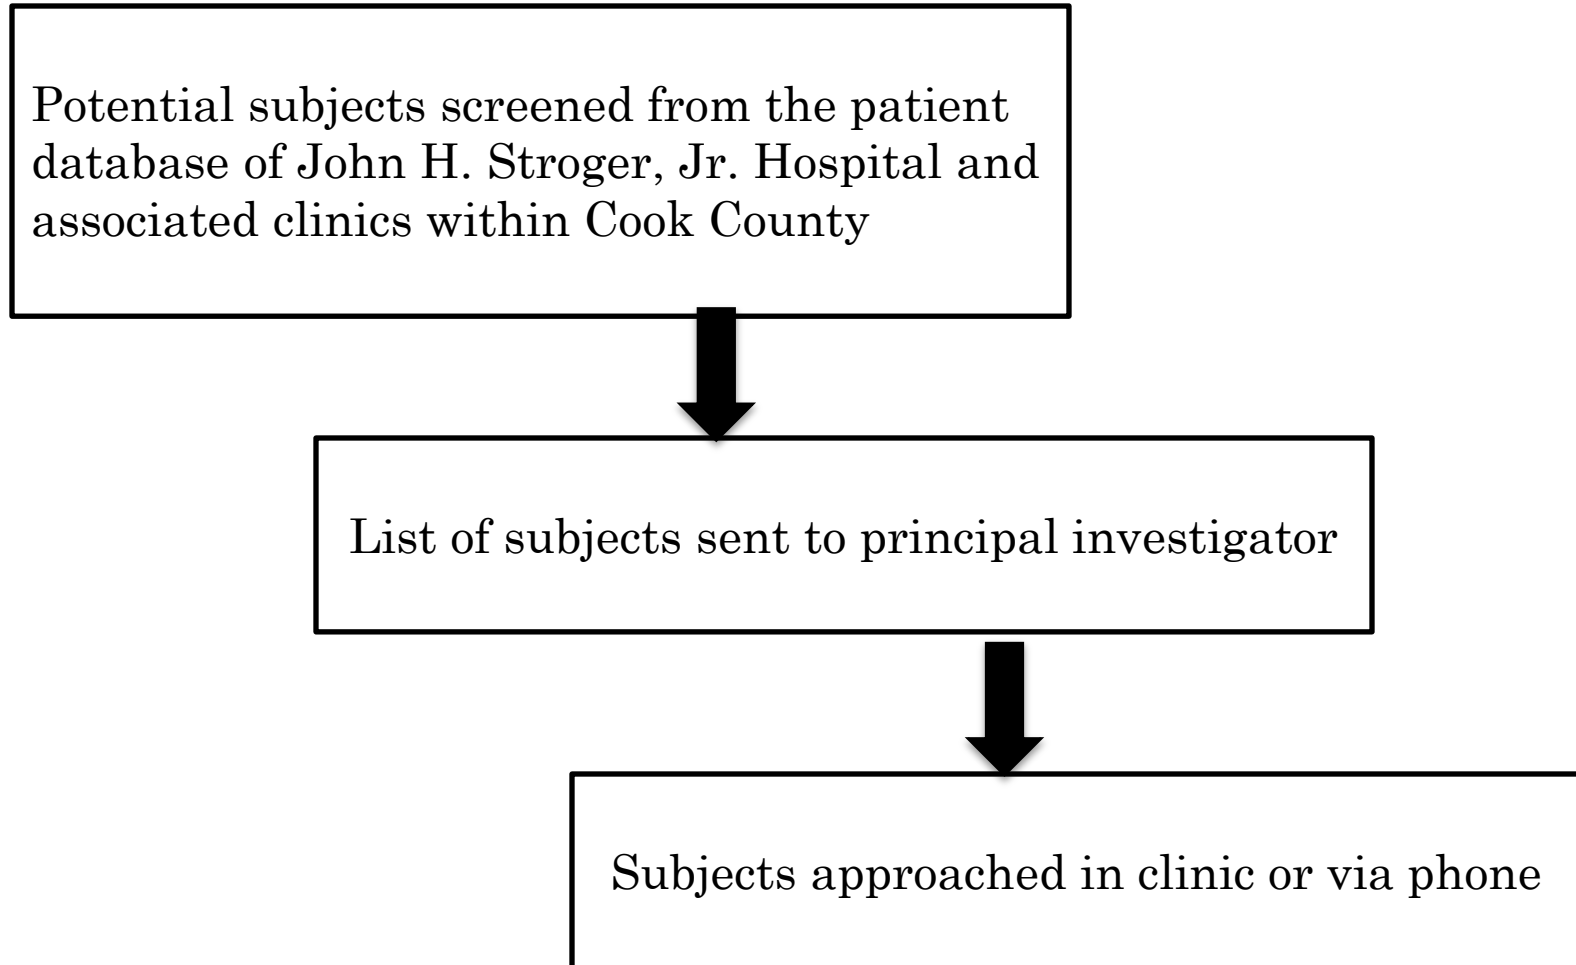 Potential subjects screened from the patient
database of John H. Stroger, Jr. Hospital and
associated clinics within Cook County
List of subjects sent to principal investigator
Subjects approached in clinic or via phone